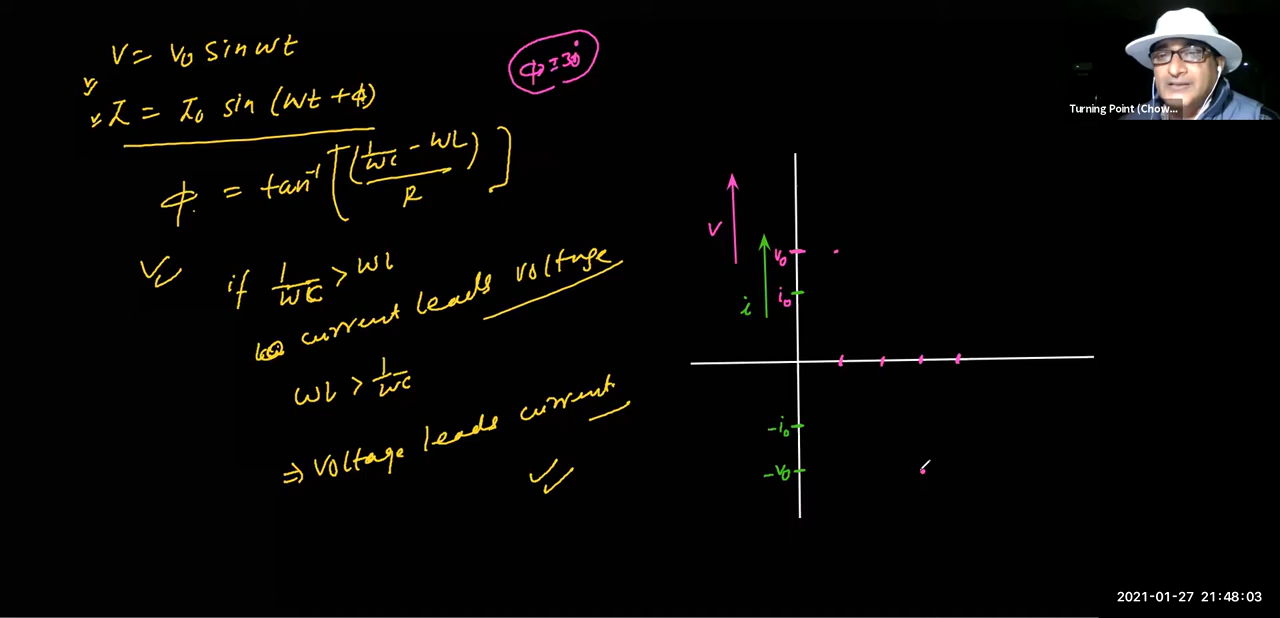 V = V₀ sin ωt
I = I₀ sin (ωt + ϕ)
ϕ = tan⁻¹ [ (1/ωC - ωL) / R ]
if 1/ωC > ωL
current leads voltage
ωL > 1/ωC
⇒ voltage leads current
ϕ = 30°
V
i
V₀
i₀
-i₀
-V₀
Turning Point (Chow...
2021-01-27 21:48:03